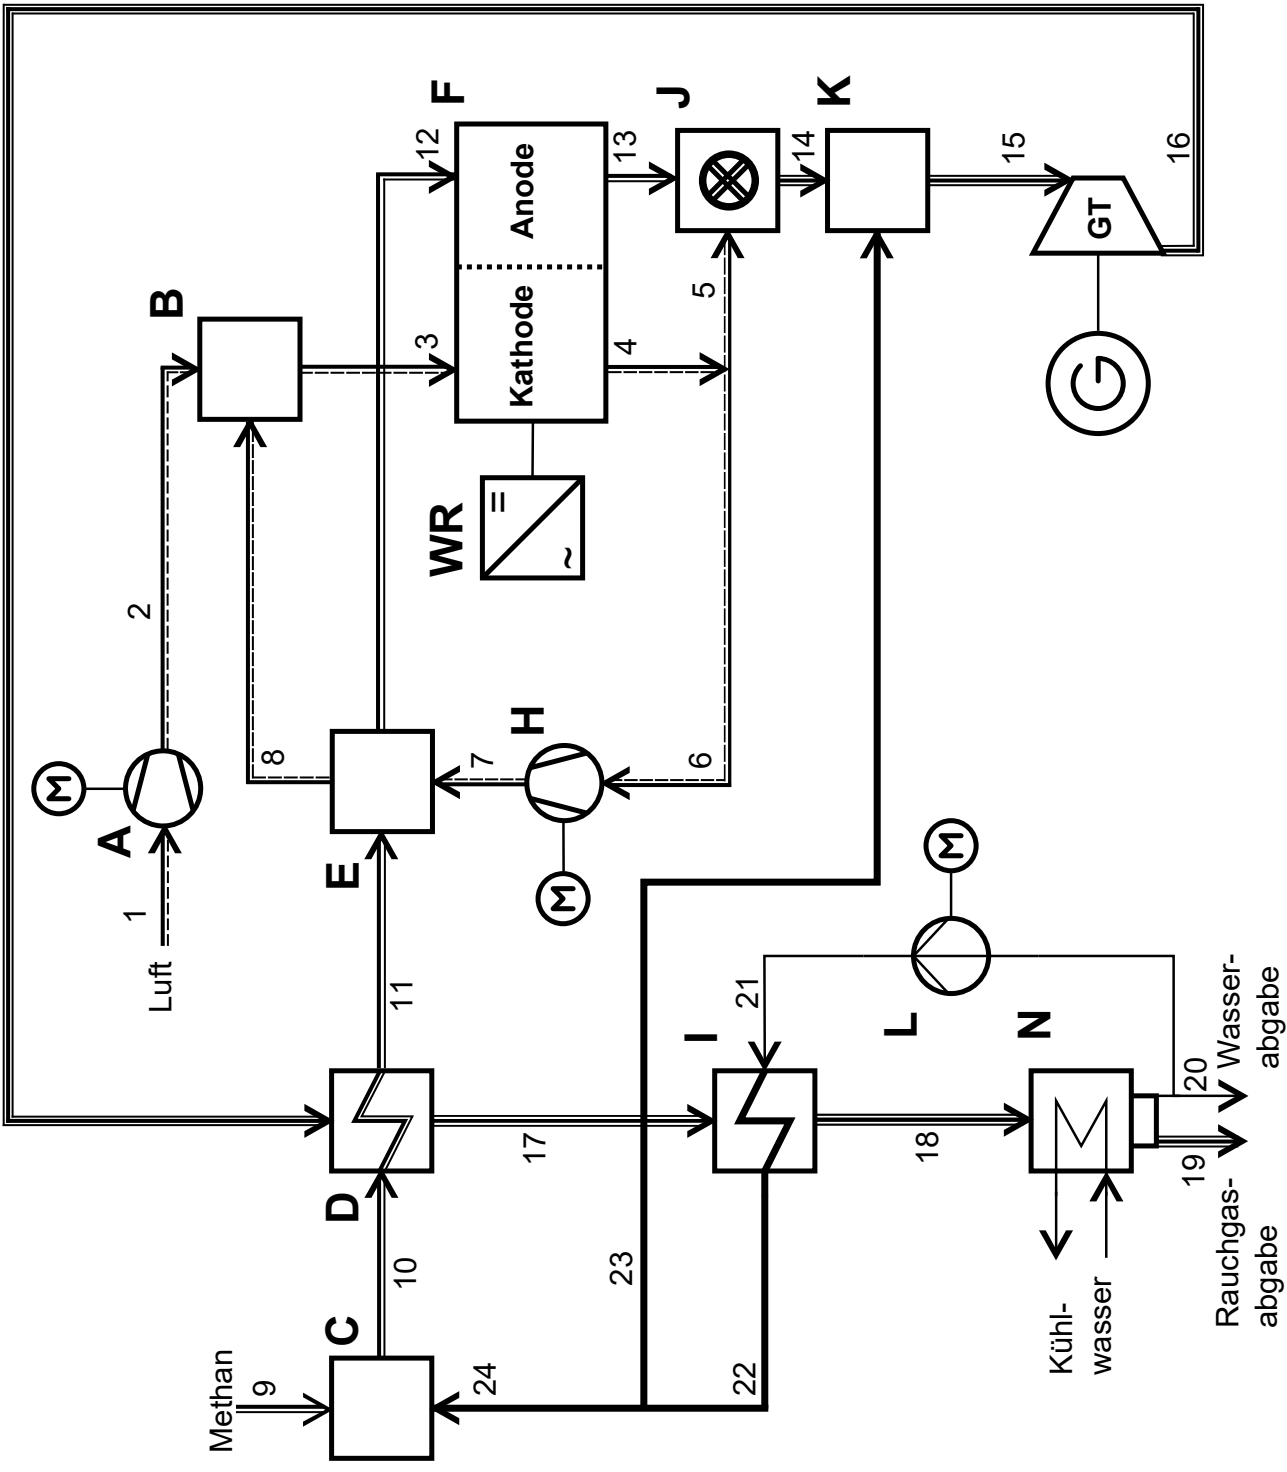 M
A
1
2
Luft
B
Methan
9
8
C
D
E
10
11
3
12
WR
F
24
7
=
Kathode
Anode
H
17
M
~
23
4
13
J
I
6
5
22
21
14
K
L
18
M
15
N
Kühl-
wasser
G
GT
16
19
20
Rauchgas-
abgabe
Wasser-
abgabe